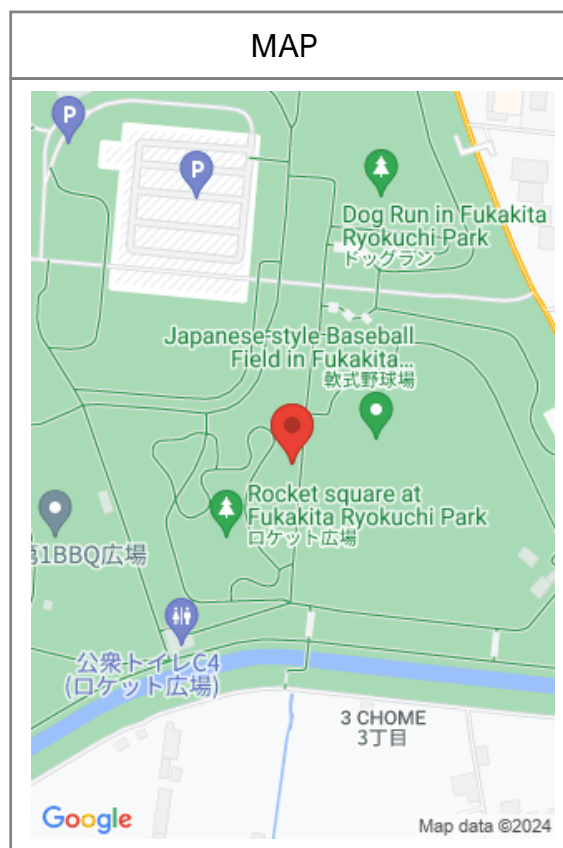 MAP
P
P
Dog Run in Fukakita
Ryokuchi Park
ドッグラン
Japanese-style Baseball
Field in Fukakita...
軟式野球場
Rocket square at
Fukakita Ryokuchi Park
ロケット広場
第1BBQ広場
公衆トイレC4
(ロケット広場)
3 CHOME
3丁目
Google
Map data ©2024